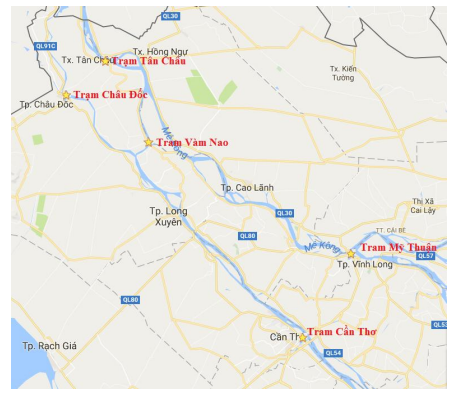 QL30
QL91C
Tx. Hồng Ngự
Tx. Tân Châu
Trạm Tân Châu
Tx. Kiến
Tường
Trạm Châu Đốc
Tp. Châu Đốc
Trạm Vàm Nao
Mê Kông
Tp. Cao Lãnh
Thị Xã
Cai Lậy
Tp. Long
Xuyên
QL30
TT. CÁI BÈ
QL80
Mê Kông
Trạm Mỹ Thuận
QL57
Tp. Vĩnh Long
QL80
QL53
Trạm Cần Thơ
Cần Thơ
Tp. Rạch Giá
QL54